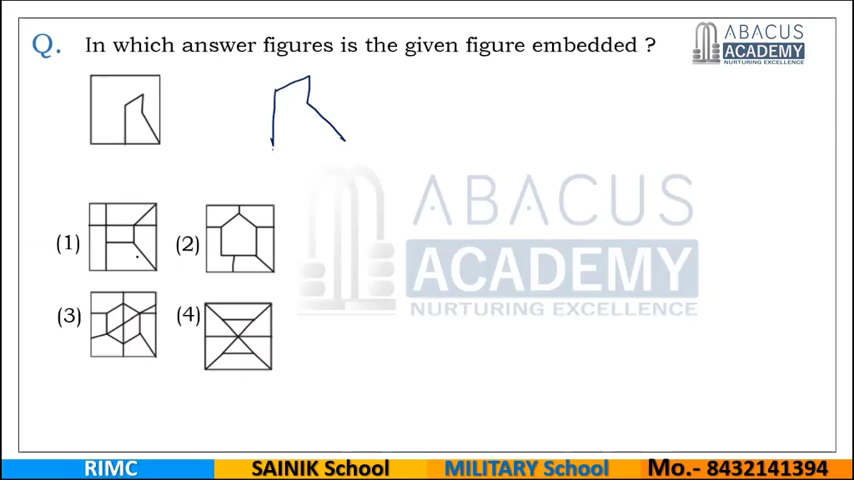 Q. In which answer figures is the given figure embedded ?
ABACUS
ACADEMY
NURTURING EXCELLENCE
(1)
(2)
(3)
(4)
ABACUS
ACADEMY
NURTURING EXCELLENCE
RIMC
SAINIK School
MILITARY School
Mo.- 8432141394